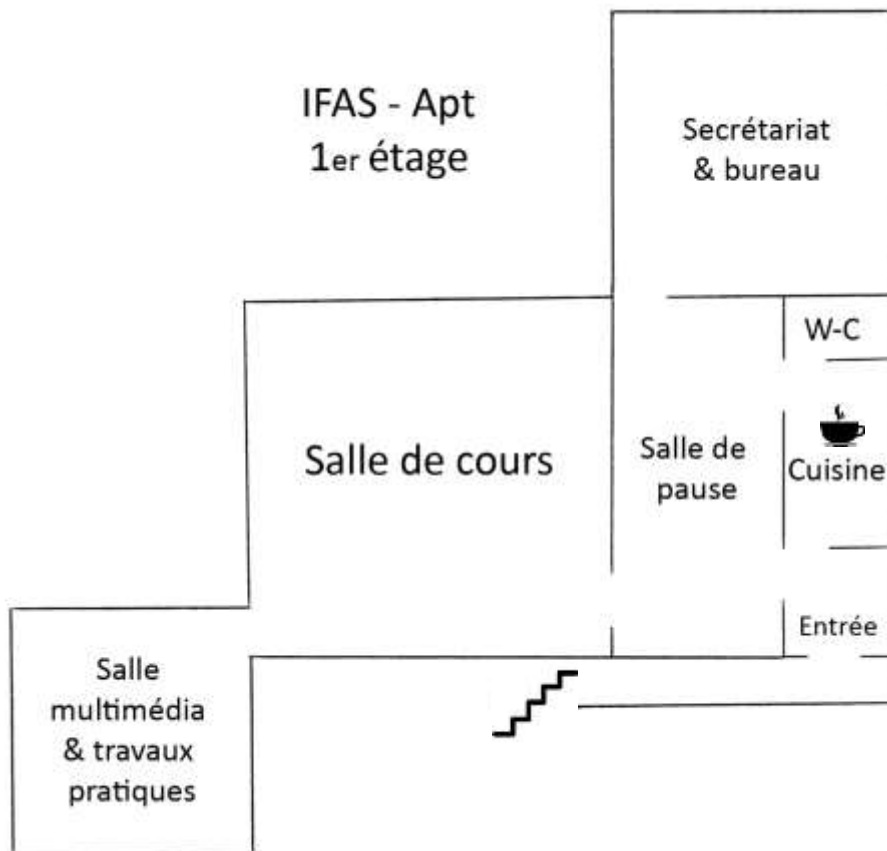 IFAS - Apt
1er étage
Secrétariat
& bureau
W-C
Salle de cours
Salle de
pause
Cuisine
Entrée
Salle
multimédia
& travaux
pratiques